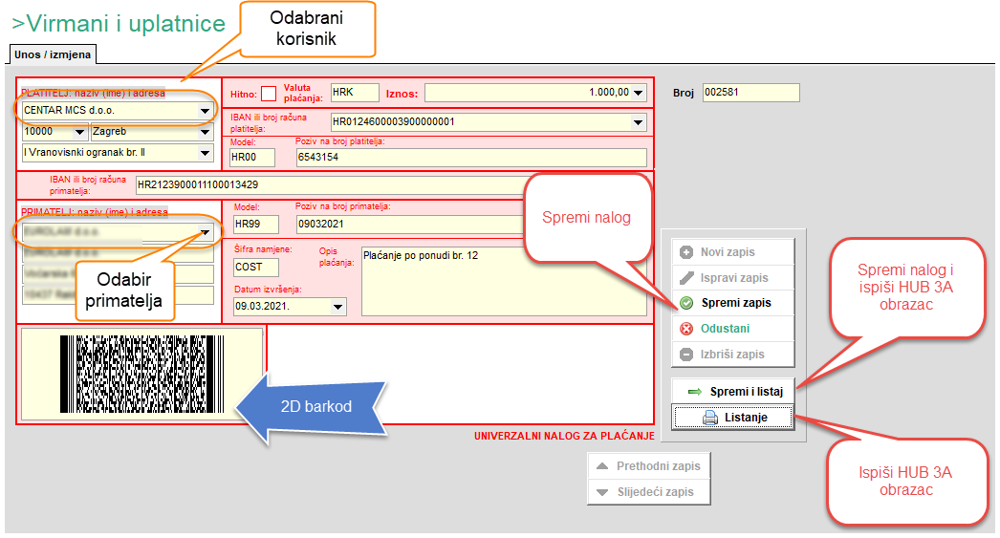 >Virmani i uplatnice
Odabrani
korisnik
Unos / izmjena
PLATITELJ: naziv (ime) i adresa
CENTAR MCS d.o.o.
10000
Zagreb
I Vranovisnki ogranak br. II
Hitno:
Valuta
plaćanja:
HRK
Iznos:
1.000,00
Broj
002581
IBAN ili broj računa
platitelja:
HR0124600003900000001
Model:
Poziv na broj platitelja:
HR00
6543154
IBAN ili broj računa
primatelja:
HR2123900011100013429
PRIMATELJ: naziv (ime) i adresa
Model:
Poziv na broj primatelja:
HR99
09032021
Šifra namjene:
COST
Opis
plaćanja:
Plaćanje po ponudi br. 12
Datum izvršenja:
09.03.2021.
Odabir
primatelja
Spremi nalog
Novi zapis
Ispravi zapis
Spremi zapis
Odustani
Izbriši zapis
Spremi i listaj
Listanje
Spremi nalog i
ispiši HUB 3A
obrazac
2D barkod
UNIVERZALNI NALOG ZA PLAĆANJE
Ispiši HUB 3A
obrazac
Prethodni zapis
Slijedeći zapis